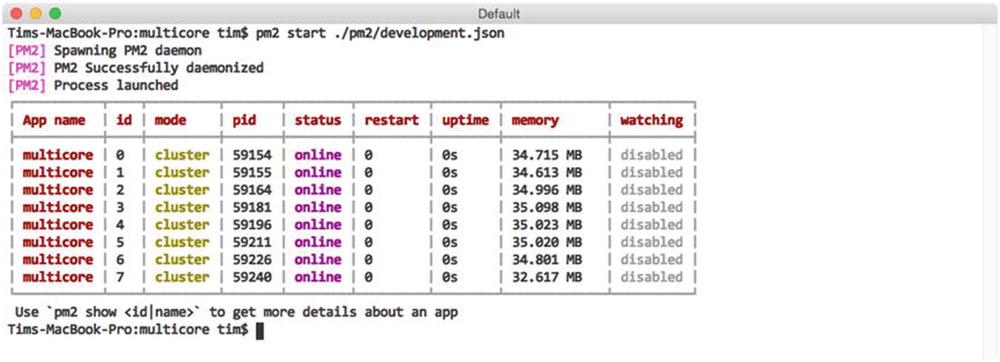 Default
Tims-MacBook-Pro:multicore tim$ pm2 start ./pm2/development.json
[PM2] Spawning PM2 daemon
[PM2] PM2 Successfully daemonized
[PM2] Process launched
App name | id | mode | pid | status | restart | uptime | memory | watching
multicore | 0 | cluster | 59154 | online | 0 | 0s | 34.715 MB | disabled
multicore | 1 | cluster | 59155 | online | 0 | 0s | 34.613 MB | disabled
multicore | 2 | cluster | 59164 | online | 0 | 0s | 34.996 MB | disabled
multicore | 3 | cluster | 59181 | online | 0 | 0s | 35.098 MB | disabled
multicore | 4 | cluster | 59196 | online | 0 | 0s | 35.023 MB | disabled
multicore | 5 | cluster | 59211 | online | 0 | 0s | 35.020 MB | disabled
multicore | 6 | cluster | 59226 | online | 0 | 0s | 34.801 MB | disabled
multicore | 7 | cluster | 59240 | online | 0 | 0s | 32.617 MB | disabled
Use `pm2 show <id|name>` to get more details about an app
Tims-MacBook-Pro:multicore tim$